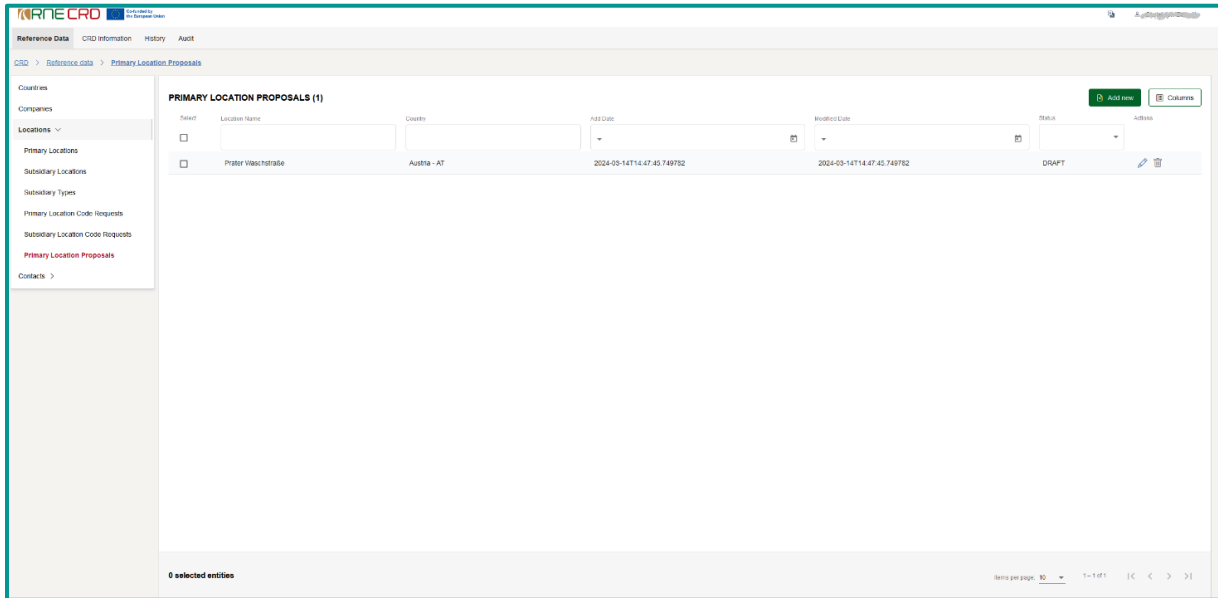 RNE CRD Co-funded by the European Union
Reference Data CRD Information History Audit
CRD > Reference data > Primary Location Proposals
Countries
Companies
Locations
Primary Locations
Subsidiary Locations
Subsidiary Types
Primary Location Code Requests
Subsidiary Location Code Requests
Primary Location Proposals
Contacts >
PRIMARY LOCATION PROPOSALS (1)
Add new Columns
Select Location Name Country Add Date Modified Date Status Actions
Prater Waschstraße Austria - AT 2024-03-14T14:47:45.749782 2024-03-14T14:47:45.749782 DRAFT
0 selected entities
Items per page: 10 1 – 1 of 1